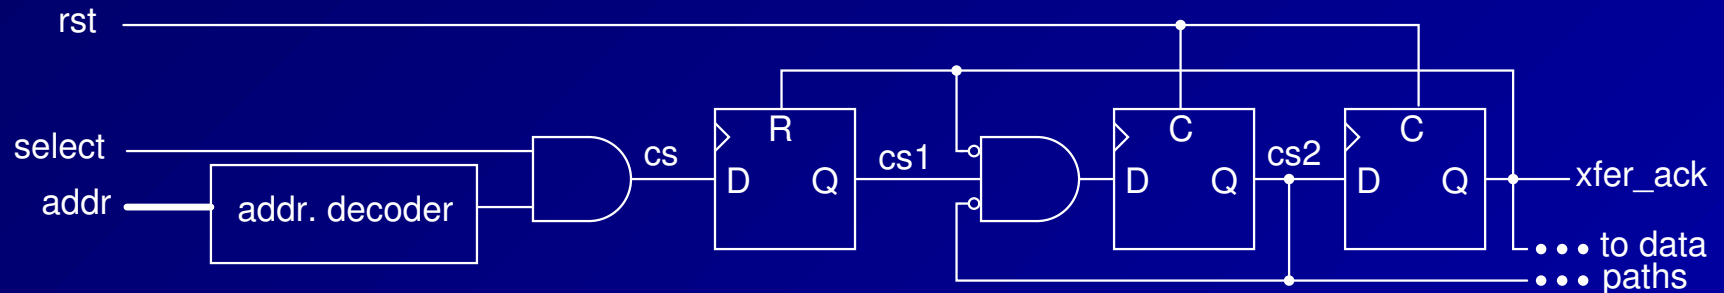 rst
select
addr
addr. decoder
cs
R
D
Q
cs1
C
D
Q
cs2
C
D
Q
xfer_ack
••• to data
••• paths